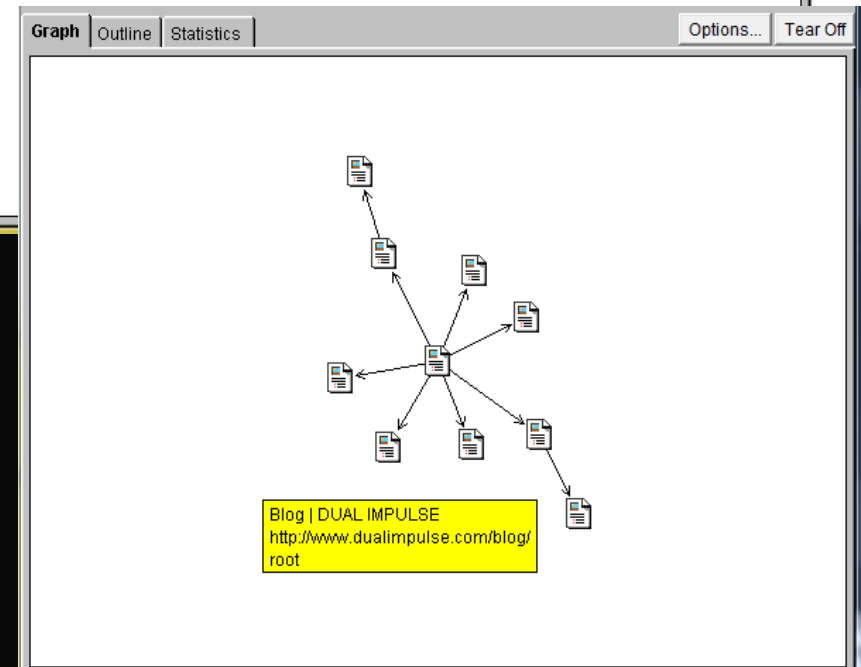 Graph Outline Statistics Options... Tear Off
Blog | DUAL IMPULSE
http://www.dualimpulse.com/blog/
root